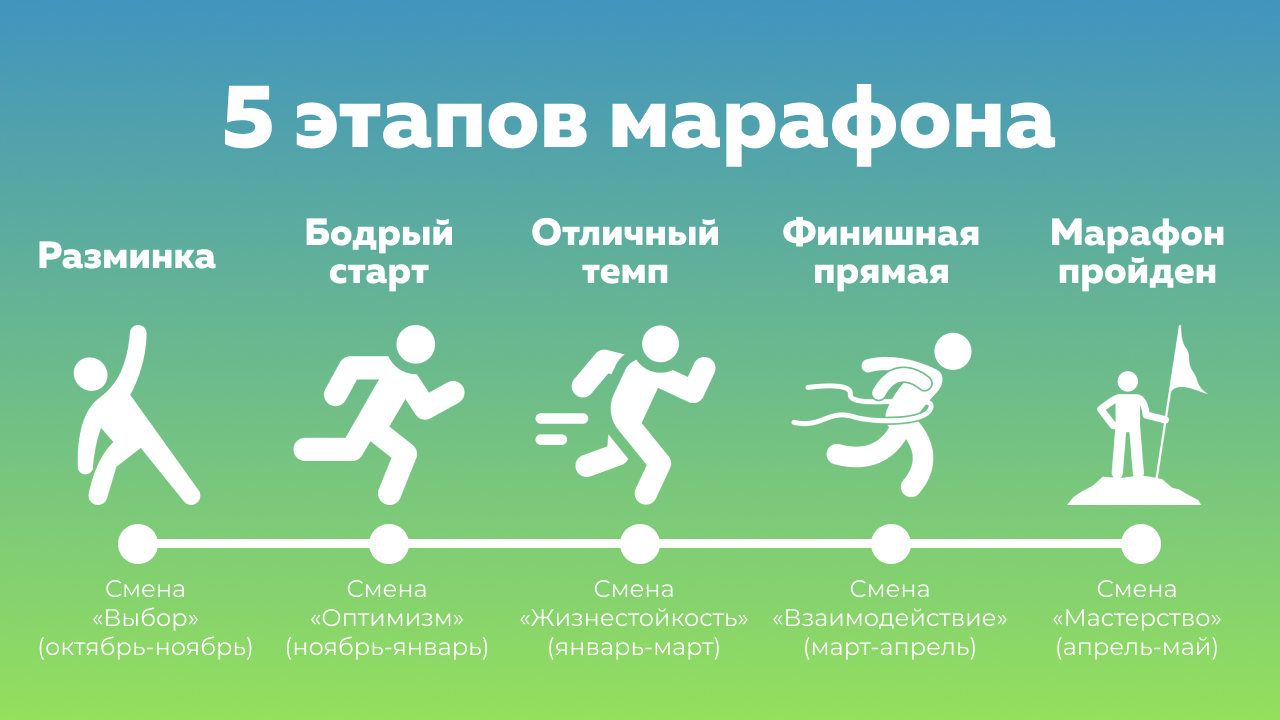 5 этапов марафона
Разминка
Бодрый
старт
Отличный
темп
Финишная
прямая
Марафон
пройден
Смена
«Выбор»
(октябрь-ноябрь)
Смена
«Оптимизм»
(ноябрь-январь)
Смена
«Жизнестойкость»
(январь-март)
Смена
«Взаимодействие»
(март-апрель)
Смена
«Мастерство»
(апрель-май)